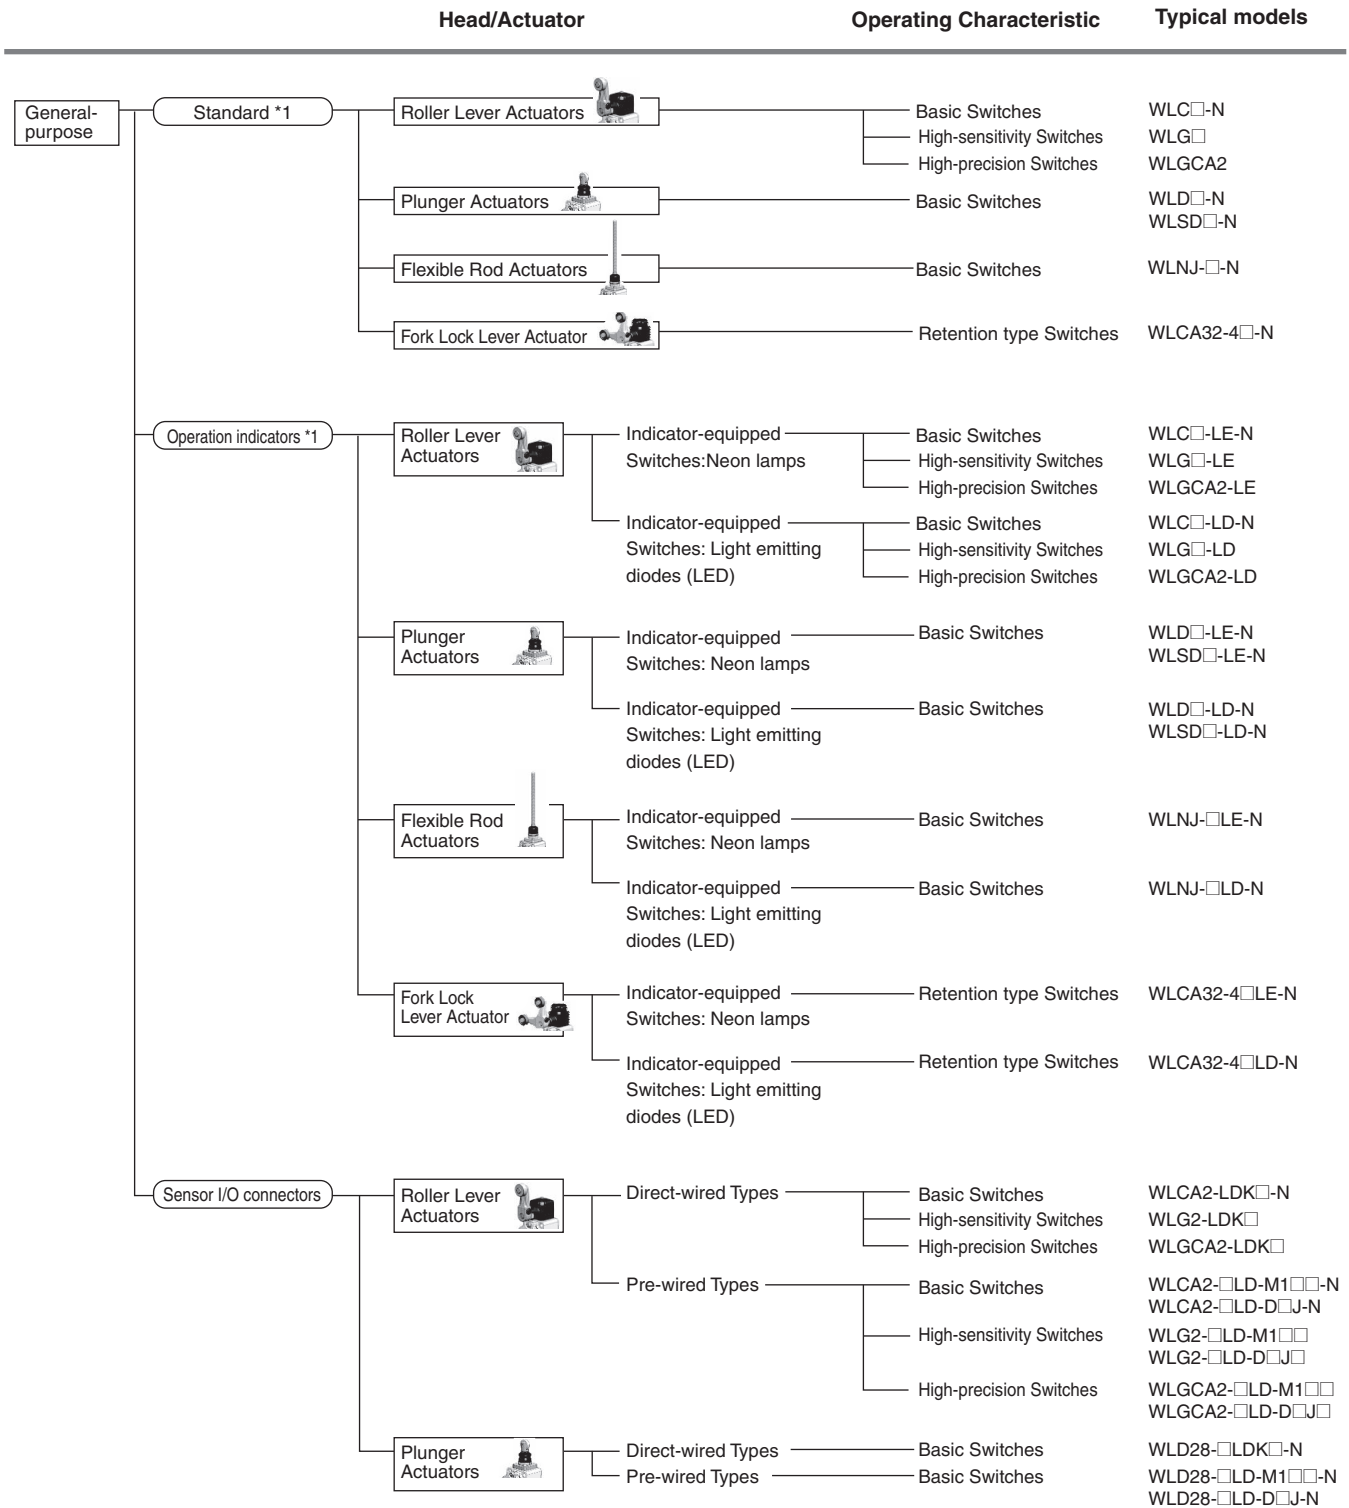 Head/Actuator Operating Characteristic Typical models
General-purpose Standard *1 Roller Lever Actuators Basic Switches WLC□-N
High-sensitivity Switches WLG□
High-precision Switches WLGCA2
Plunger Actuators Basic Switches WLD□-N
WLSD□-N
Flexible Rod Actuators Basic Switches WLNJ-□-N
Fork Lock Lever Actuator Retention type Switches WLCA32-4□-N
Operation indicators *1 Roller Lever Indicator-equipped Basic Switches WLC□-LE-N
Actuators Switches:Neon lamps High-sensitivity Switches WLG□-LE
High-precision Switches WLGCA2-LE
Indicator-equipped Basic Switches WLC□-LD-N
Switches: Light emitting High-sensitivity Switches WLG□-LD
diodes (LED) High-precision Switches WLGCA2-LD
Plunger Indicator-equipped Basic Switches WLD□-LE-N
Actuators Switches: Neon lamps WLSD□-LE-N
Indicator-equipped Basic Switches WLD□-LD-N
Switches: Light emitting WLSD□-LD-N
diodes (LED)
Flexible Rod Indicator-equipped Basic Switches WLNJ-□LE-N
Actuators Switches: Neon lamps
Indicator-equipped Basic Switches WLNJ-□LD-N
Switches: Light emitting
diodes (LED)
Fork Lock Indicator-equipped Retention type Switches WLCA32-4□LE-N
Lever Actuator Switches: Neon lamps
Indicator-equipped Retention type Switches WLCA32-4□LD-N
Switches: Light emitting
diodes (LED)
Sensor I/O connectors Roller Lever Direct-wired Types Basic Switches WLCA2-LDK□-N
Actuators High-sensitivity Switches WLG2-LDK□
High-precision Switches WLGCA2-LDK□
Pre-wired Types Basic Switches WLCA2-□LD-M1□□-N
WLCA2-□LD-D□J-N
High-sensitivity Switches WLG2-□LD-M1□□
WLG2-□LD-D□J□
High-precision Switches WLGCA2-□LD-M1□□
WLGCA2-□LD-D□J□
Plunger Direct-wired Types Basic Switches WLD28-□LDK□-N
Actuators Pre-wired Types Basic Switches WLD28-□LD-M1□□-N
WLD28-□LD-D□J-N